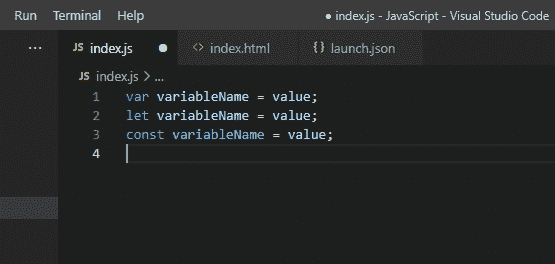 Run Terminal Help ● index.js - JavaScript - Visual Studio Code
··· JS index.js ● <> index.html {} launch.json
JS index.js > ...
1 var variableName = value;
2 let variableName = value;
3 const variableName = value;
4